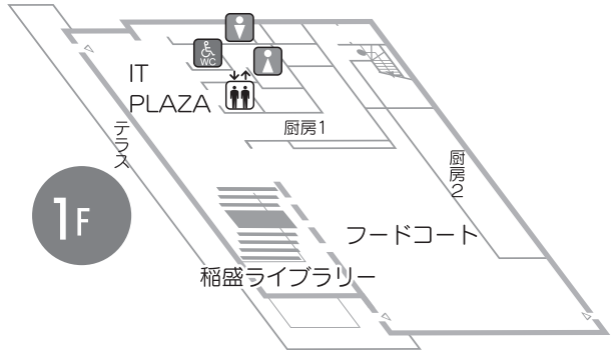 WC
IT
PLAZA
厨房1
テラス
厨房2
1F
フードコート
稲盛ライブラリー